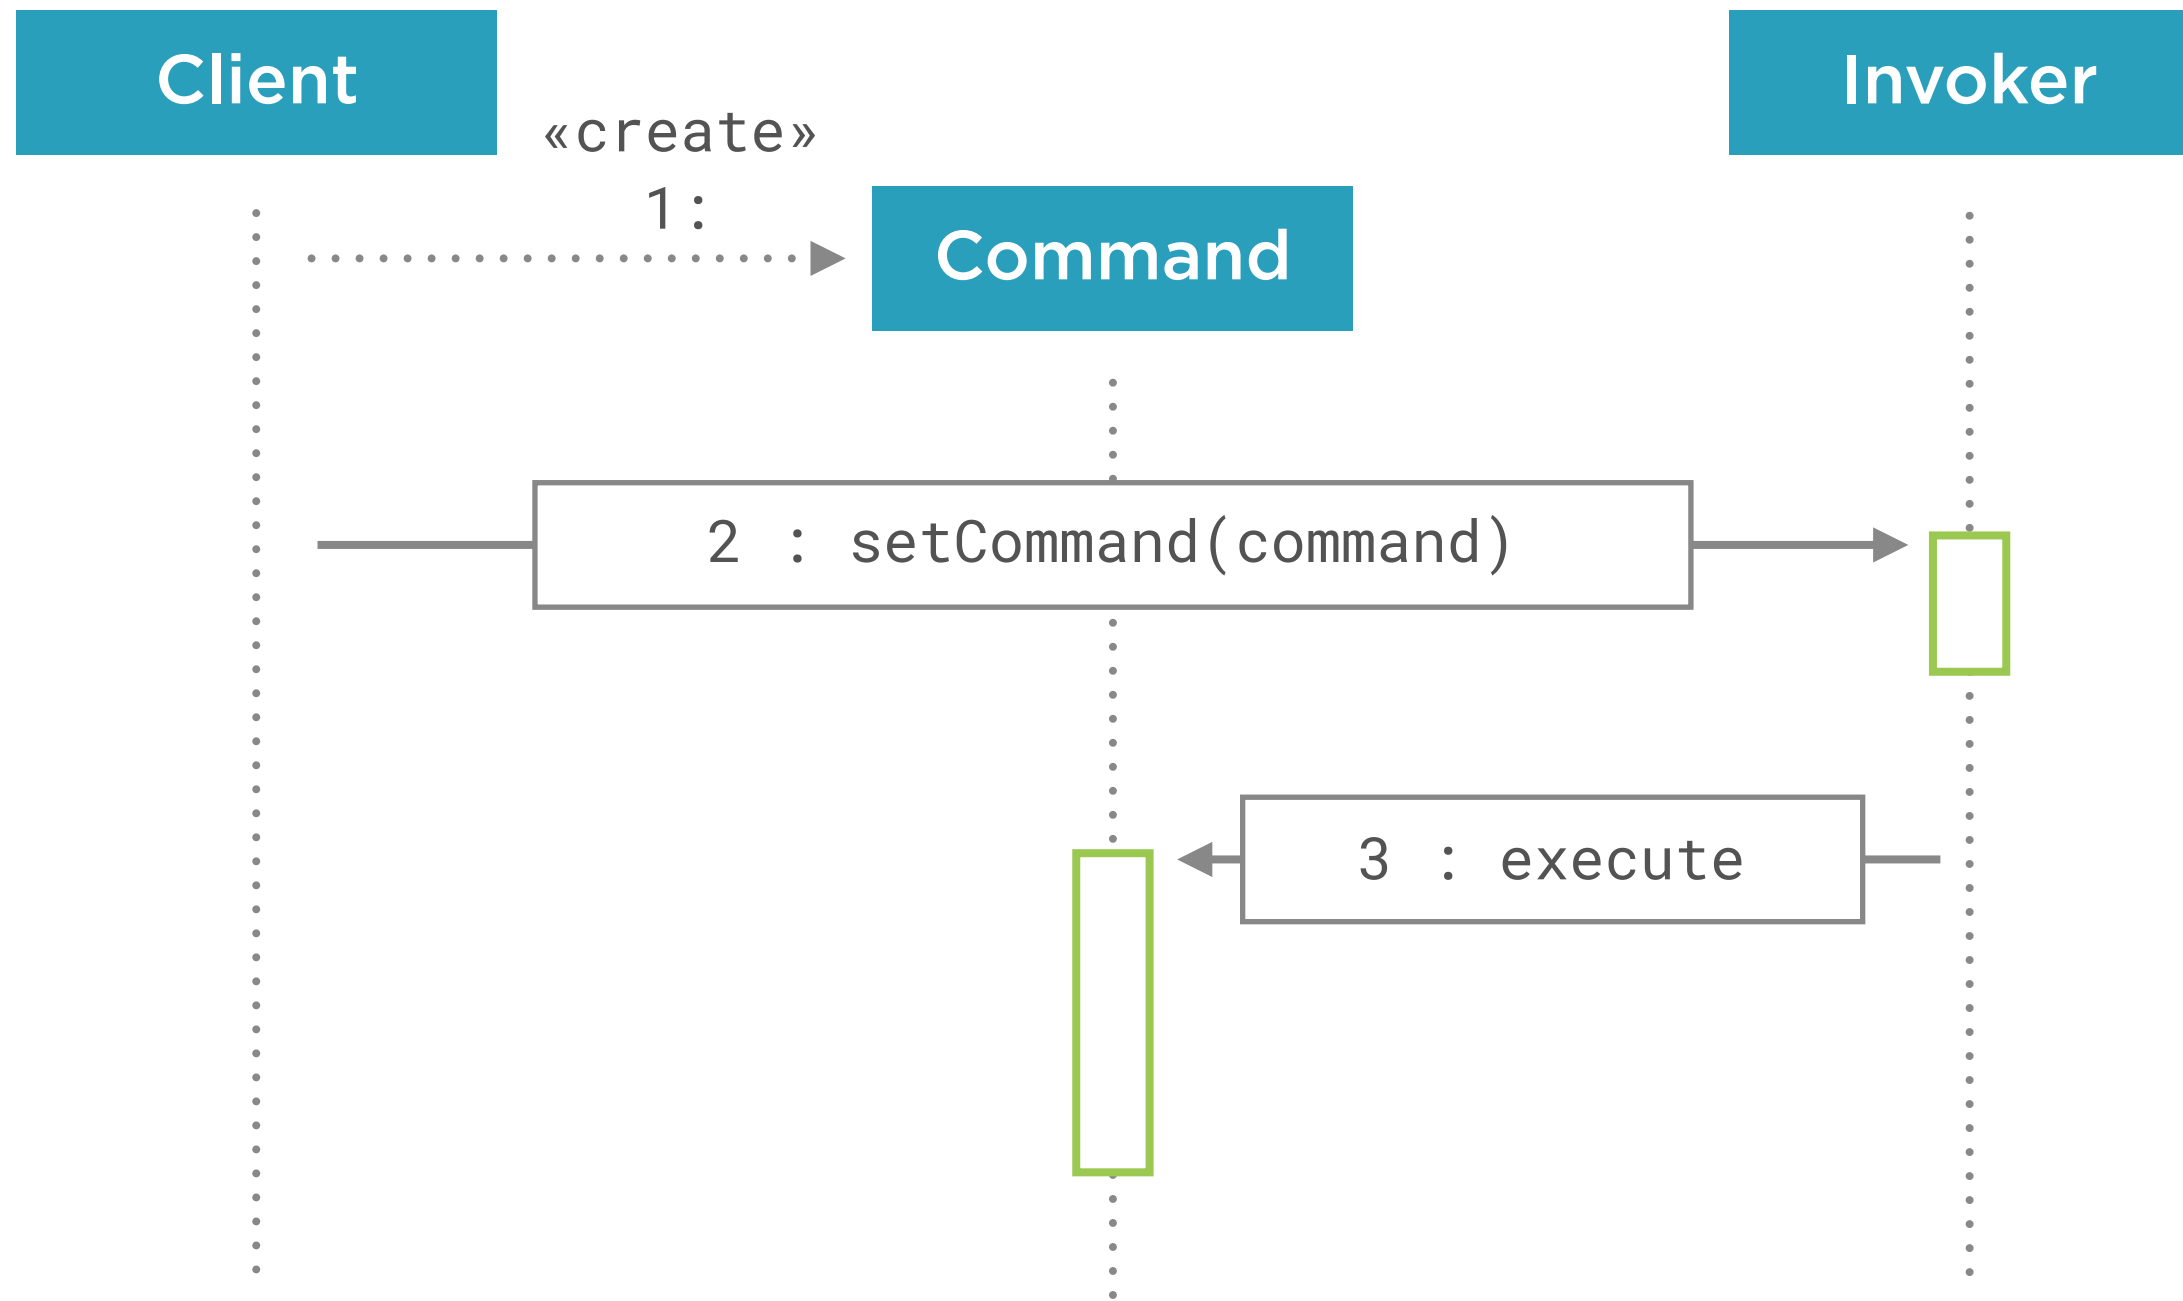 Client
Invoker
«create»
1:
Command
2 : setCommand(command)
3 : execute